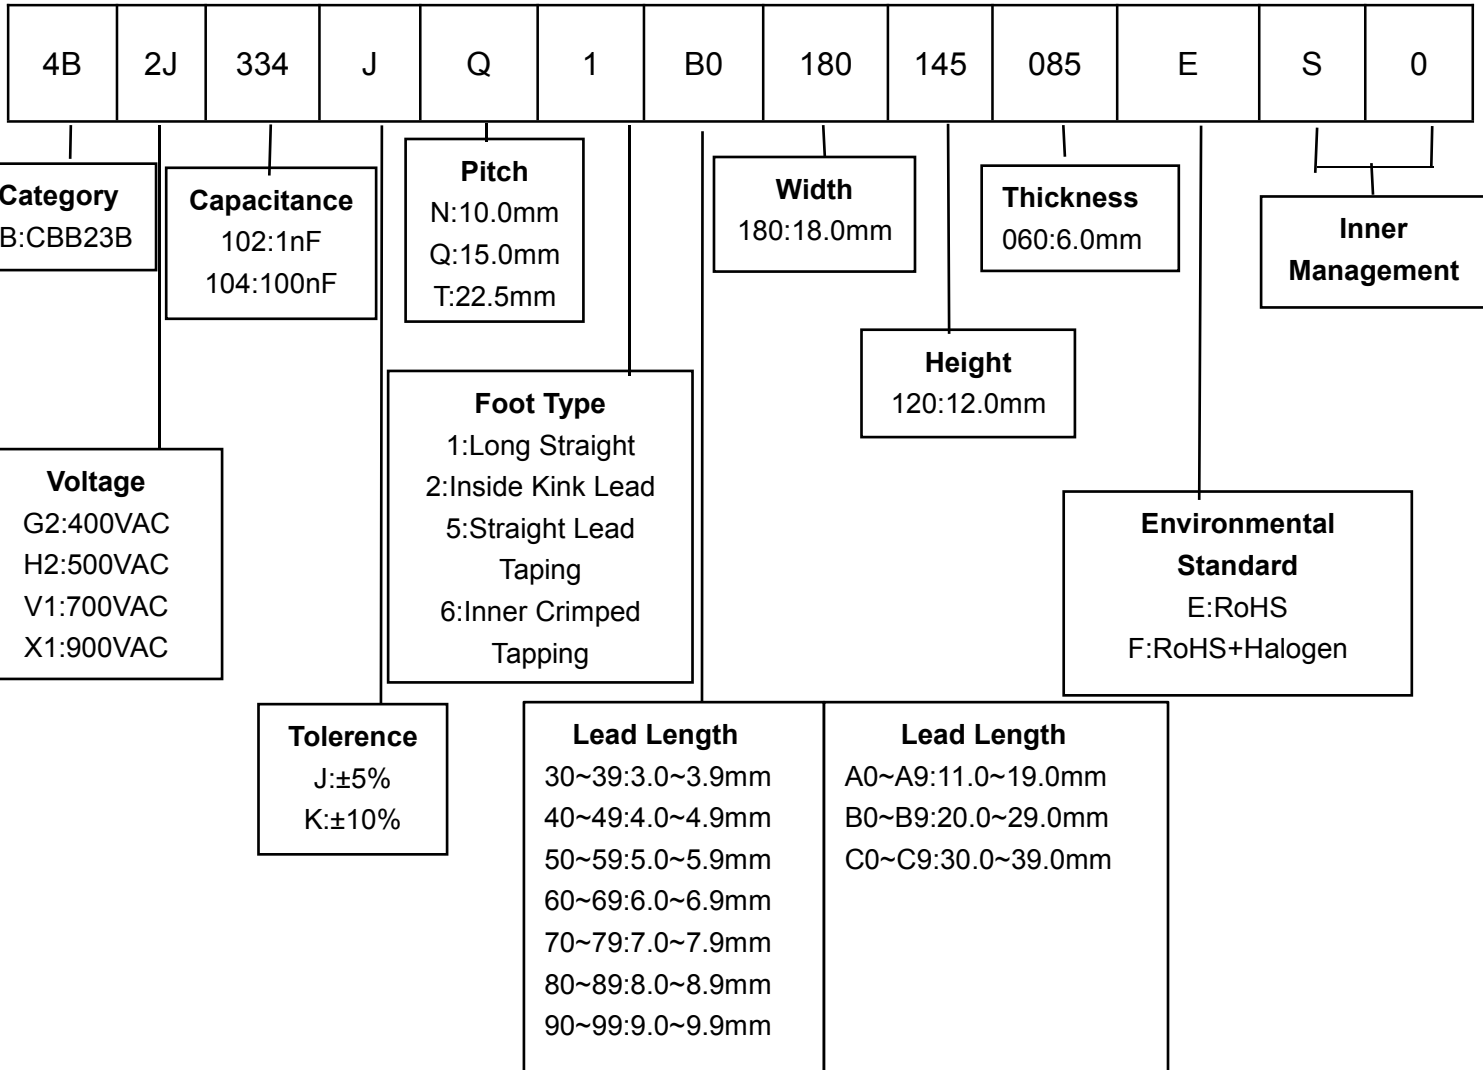 4B 2J 334 J Q 1 B0 180 145 085 E S 0
Category
B:CBB23B
Capacitance
102:1nF
104:100nF
Pitch
N:10.0mm
Q:15.0mm
T:22.5mm
Width
180:18.0mm
Thickness
060:6.0mm
Inner
Management
Height
120:12.0mm
Foot Type
1:Long Straight
2:Inside Kink Lead
5:Straight Lead
Taping
6:Inner Crimped
Tapping
Voltage
G2:400VAC
H2:500VAC
V1:700VAC
X1:900VAC
Environmental
Standard
E:RoHS
F:RoHS+Halogen
Tolerence
J:±5%
K:±10%
Lead Length
30~39:3.0~3.9mm
40~49:4.0~4.9mm
50~59:5.0~5.9mm
60~69:6.0~6.9mm
70~79:7.0~7.9mm
80~89:8.0~8.9mm
90~99:9.0~9.9mm
Lead Length
A0~A9:11.0~19.0mm
B0~B9:20.0~29.0mm
C0~C9:30.0~39.0mm